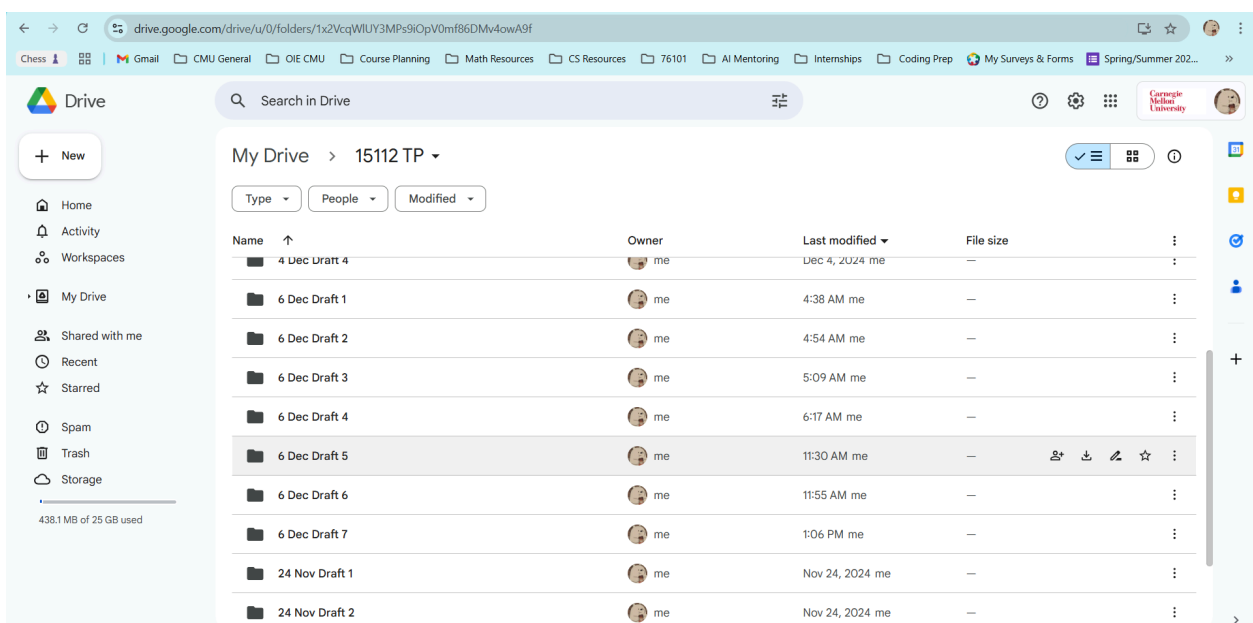 drive.google.com/drive/u/0/folders/1x2VcqWlUY3MPs9iOpV0mf86DMv4owA9f
Chess Gmail CMU General OIE CMU Course Planning Math Resources CS Resources 76101 AI Mentoring Internships Coding Prep My Surveys & Forms Spring/Summer 202... »
Drive Search in Drive Carnegie Mellon University
New
My Drive > 15112 TP
31
Type People Modified
Home
Activity
Workspaces
My Drive
Shared with me
Recent
Starred
Spam
Trash
Storage
438.1 MB of 25 GB used
Name Owner Last modified File size
4 Dec Draft 4 me Dec 4, 2024 me —
6 Dec Draft 1 me 4:38 AM me —
6 Dec Draft 2 me 4:54 AM me —
6 Dec Draft 3 me 5:09 AM me —
6 Dec Draft 4 me 6:17 AM me —
6 Dec Draft 5 me 11:30 AM me —
6 Dec Draft 6 me 11:55 AM me —
6 Dec Draft 7 me 1:06 PM me —
24 Nov Draft 1 me Nov 24, 2024 me —
24 Nov Draft 2 me Nov 24, 2024 me —